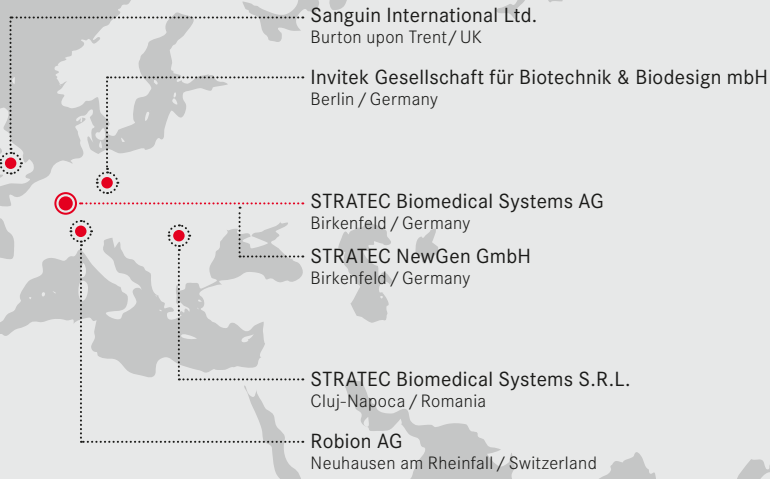 Sanguin International Ltd.
Burton upon Trent / UK
Invitek Gesellschaft für Biotechnik & Biodesign mbH
Berlin / Germany
STRATEC Biomedical Systems AG
Birkenfeld / Germany
STRATEC NewGen GmbH
Birkenfeld / Germany
STRATEC Biomedical Systems S.R.L.
Cluj-Napoca / Romania
Robion AG
Neuhausen am Rheinfall / Switzerland